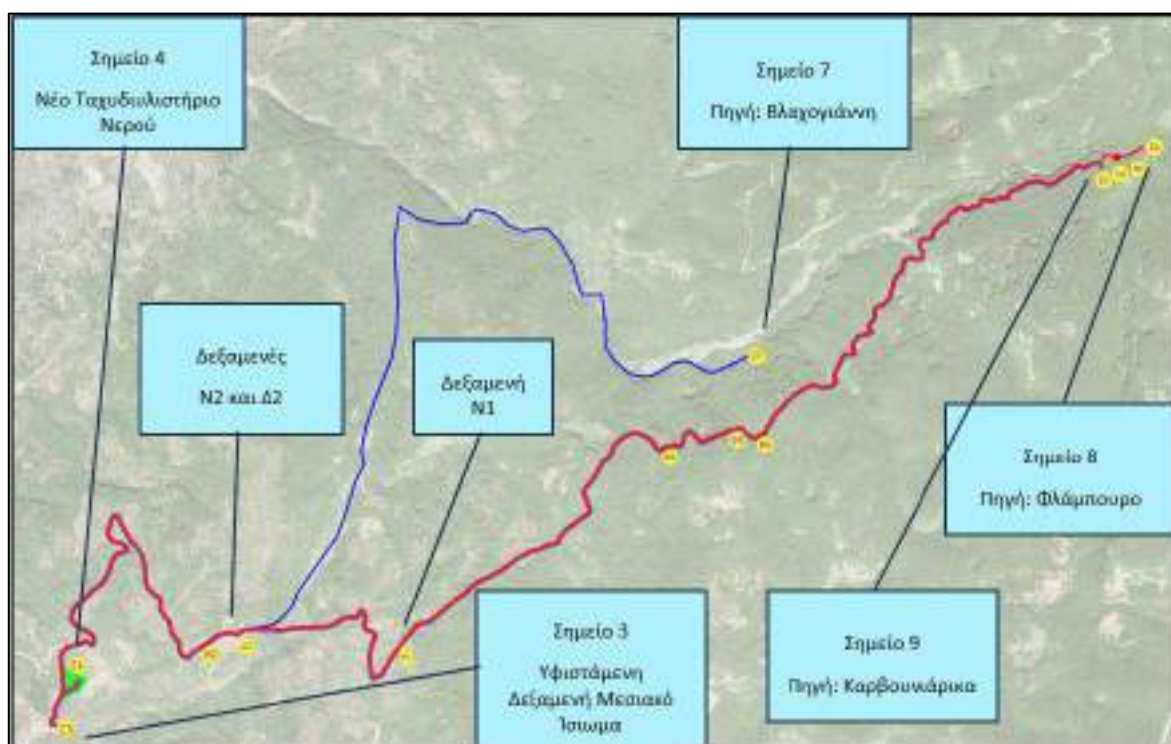 Σημείο 4
Νέο Ταχυδιυλιστήριο
Νερού
Σημείο 7
Πηγή: Βλαχογιάννη
Δεξαμενές
Ν2 και Δ2
Δεξαμενή
Ν1
Σημείο 8
Πηγή: Φλάμπουρο
Σημείο 3
Υφιστάμενη
Δεξαμενή Μεσιακό
Ίσιωμα
Σημείο 9
Πηγή: Καρβουνιάρικα